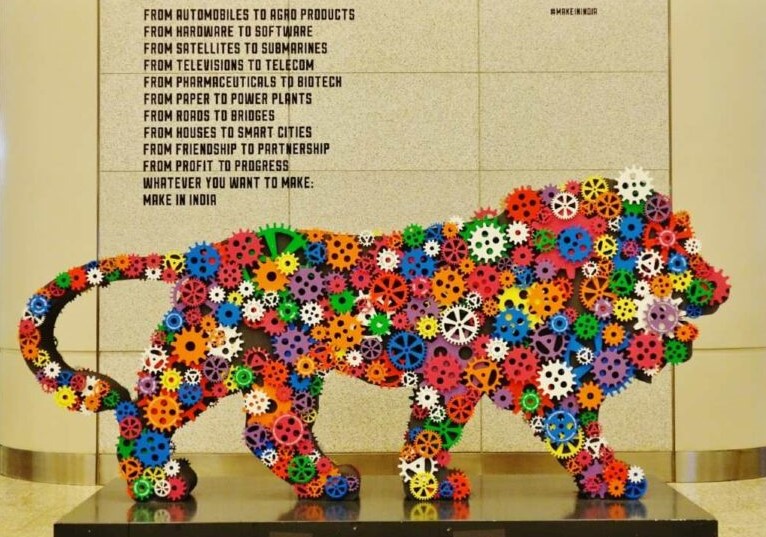 FROM AUTOMOBILES TO AGRO PRODUCTS
FROM HARDWARE TO SOFTWARE
FROM SATELLITES TO SUBMARINES
FROM TELEVISIONS TO TELECOM
FROM PHARMACEUTICALS TO BIOTECH
FROM PAPER TO POWER PLANTS
FROM ROADS TO BRIDGES
FROM HOUSES TO SMART CITIES
FROM FRIENDSHIP TO PARTNERSHIP
FROM PROFIT TO PROGRESS
WHATEVER YOU WANT TO MAKE:
MAKE IN INDIA
#MAKEININDIA